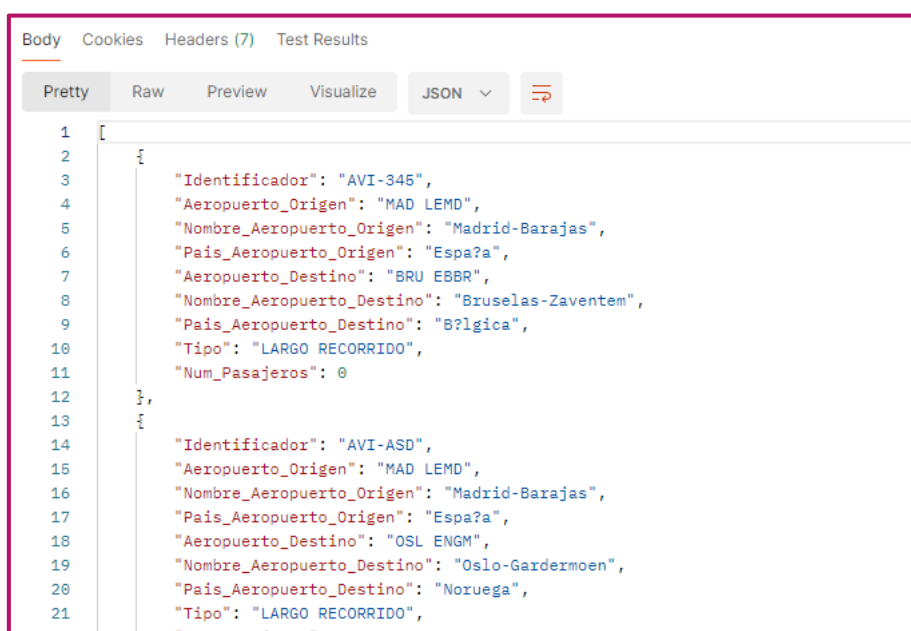 Body Cookies Headers (7) Test Results
Pretty Raw Preview Visualize JSON
1 [
2 {
3 "Identificador": "AVI-345",
4 "Aeropuerto_Origen": "MAD LEMD",
5 "Nombre_Aeropuerto_Origen": "Madrid-Barajas",
6 "Pais_Aeropuerto_Origen": "Espa?a",
7 "Aeropuerto_Destino": "BRU EBBR",
8 "Nombre_Aeropuerto_Destino": "Bruselas-Zaventem",
9 "Pais_Aeropuerto_Destino": "B?lgica",
10 "Tipo": "LARGO RECORRIDO",
11 "Num_Pasajeros": 0
12 },
13 {
14 "Identificador": "AVI-ASD",
15 "Aeropuerto_Origen": "MAD LEMD",
16 "Nombre_Aeropuerto_Origen": "Madrid-Barajas",
17 "Pais_Aeropuerto_Origen": "Espa?a",
18 "Aeropuerto_Destino": "OSL ENGM",
19 "Nombre_Aeropuerto_Destino": "Oslo-Gardermoen",
20 "Pais_Aeropuerto_Destino": "Noruega",
21 "Tipo": "LARGO RECORRIDO",